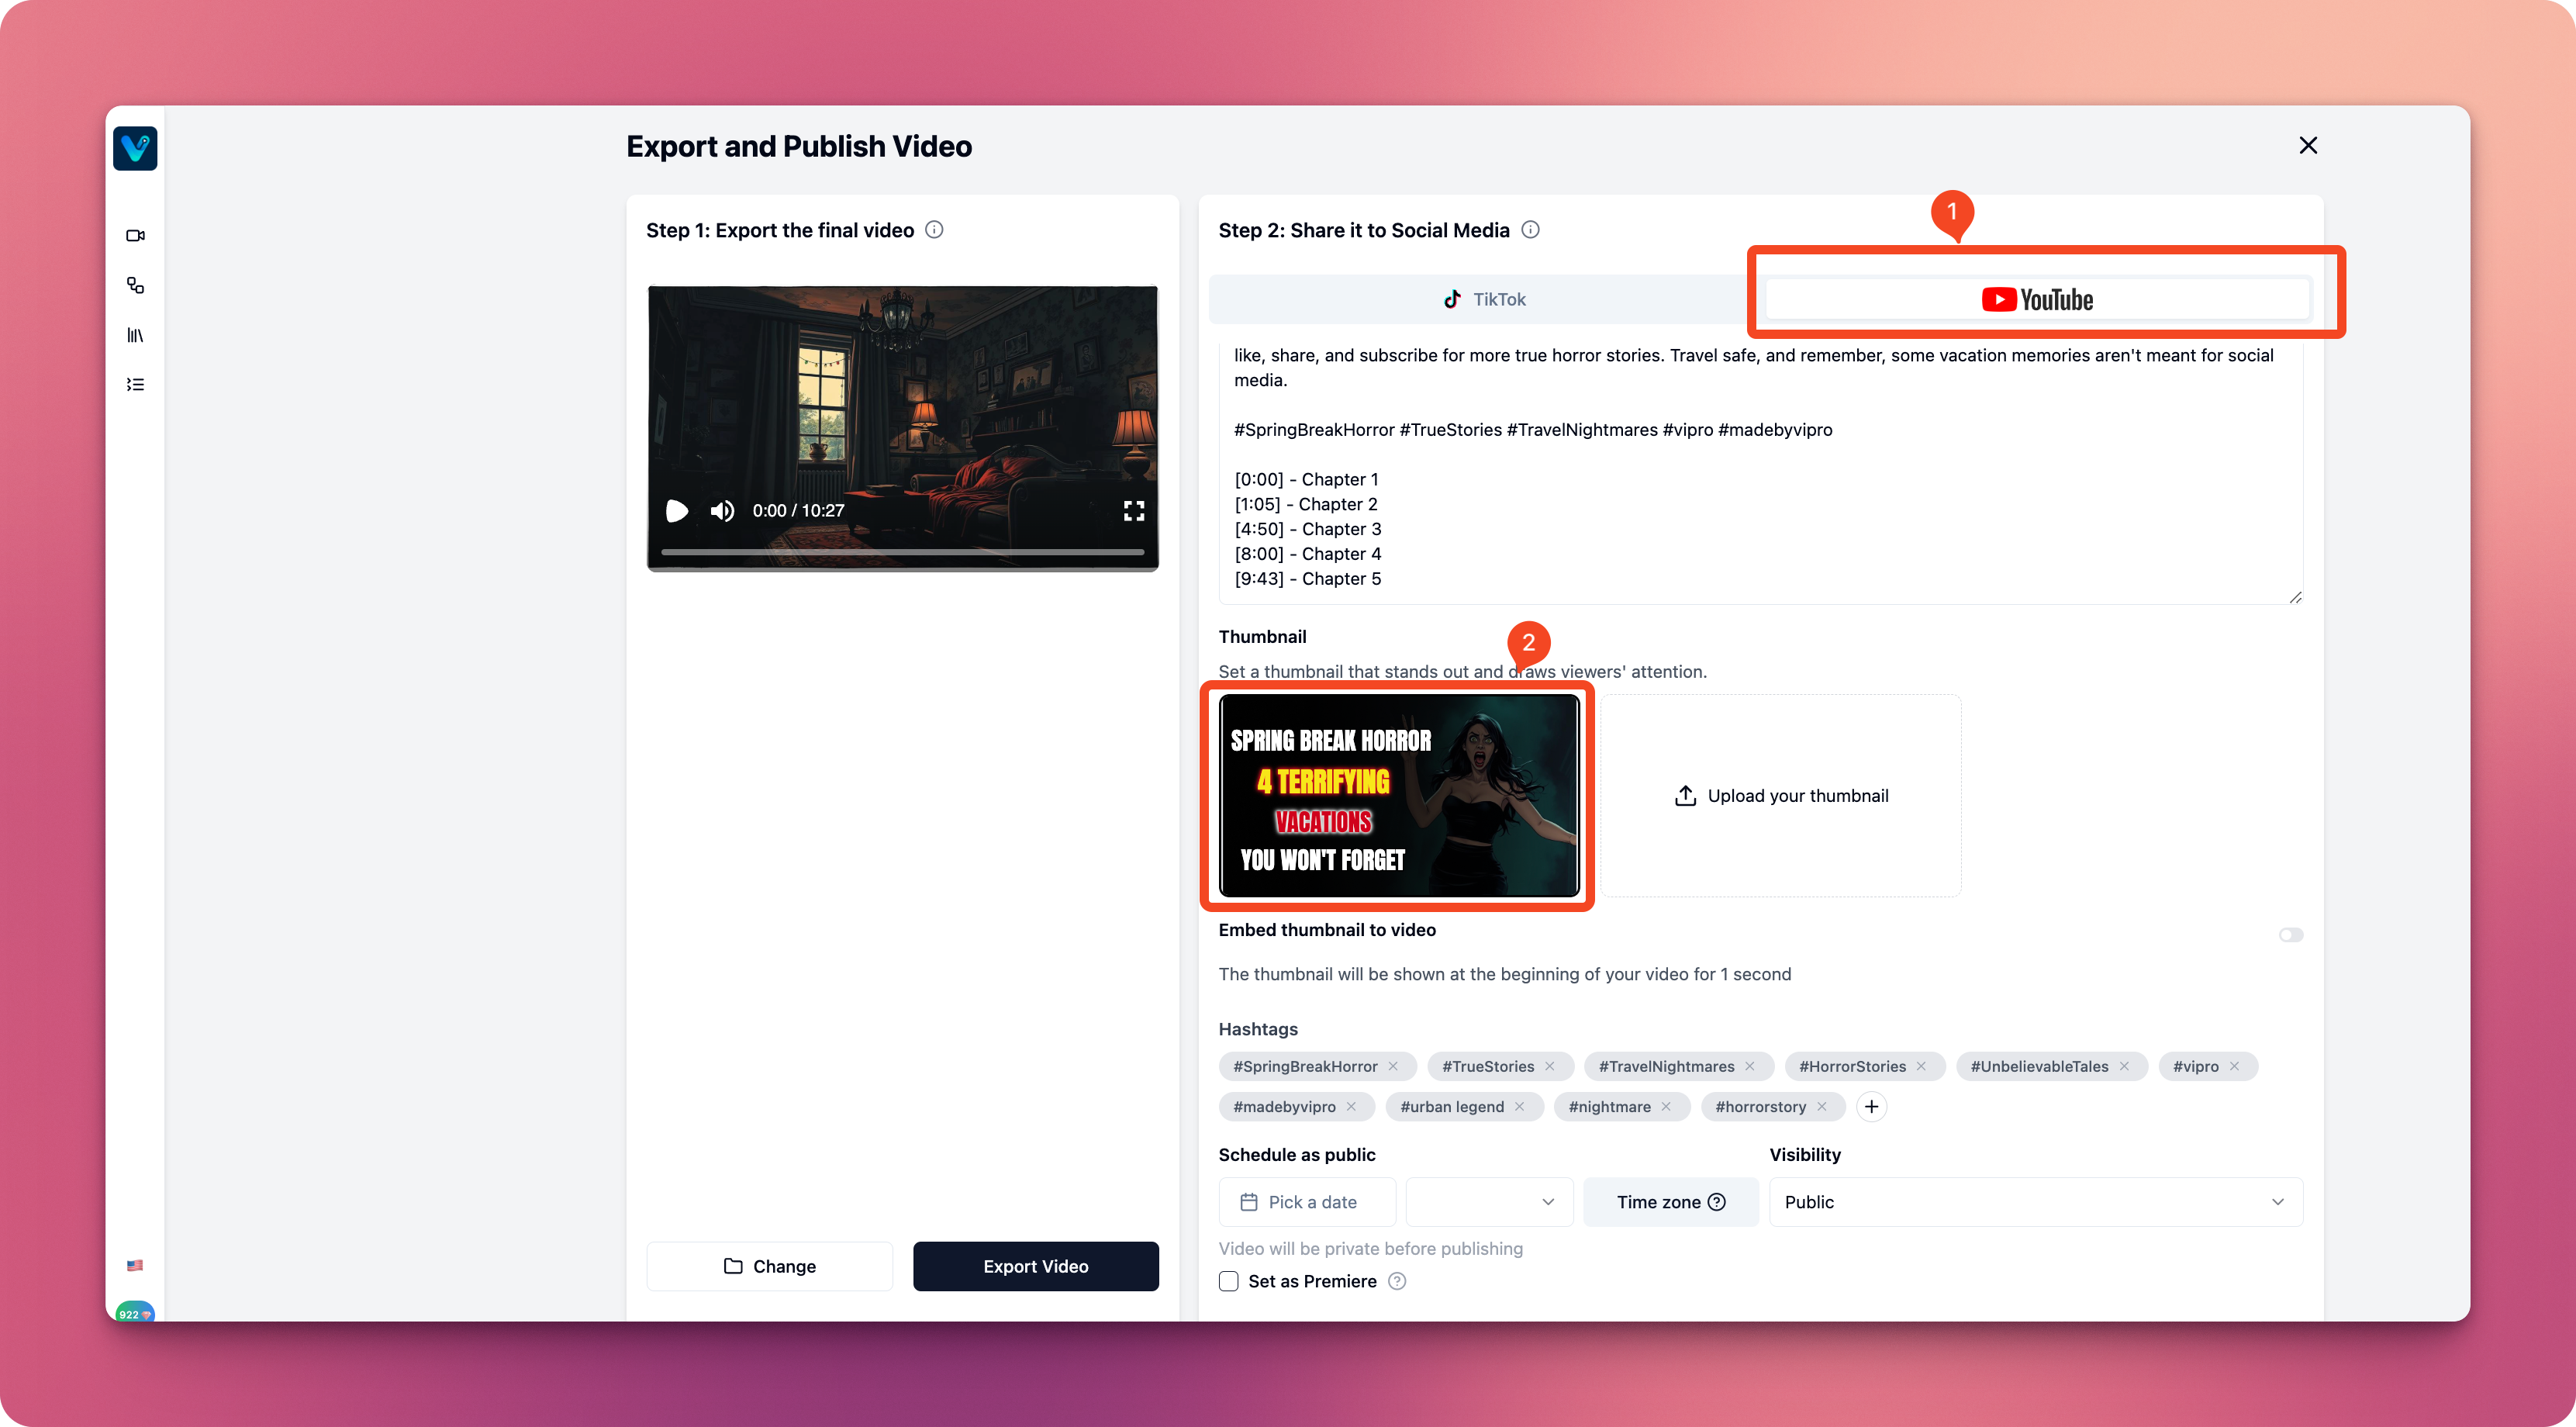 Export and Publish Video
Step 1: Export the final video
0:00 / 10:27
Change
Export Video
922
Step 2: Share it to Social Media
1
TikTok
YouTube
like, share, and subscribe for more true horror stories. Travel safe, and remember, some vacation memories aren't meant for social
media.
#SpringBreakHorror #TrueStories #TravelNightmares #vipro #madebyvipro
[0:00] - Chapter 1
[1:05] - Chapter 2
[4:50] - Chapter 3
[8:00] - Chapter 4
[9:43] - Chapter 5
Thumbnail
2
Set a thumbnail that stands out and draws viewers' attention.
SPRING BREAK HORROR
4 TERRIFYING
VACATIONS
YOU WON'T FORGET
Upload your thumbnail
Embed thumbnail to video
The thumbnail will be shown at the beginning of your video for 1 second
Hashtags
#SpringBreakHorror #TrueStories #TravelNightmares #HorrorStories #UnbelievableTales #vipro
#madebyvipro #urban legend #nightmare #horrorstory
Schedule as public Visibility
Pick a date Time zone Public
Video will be private before publishing
Set as Premiere